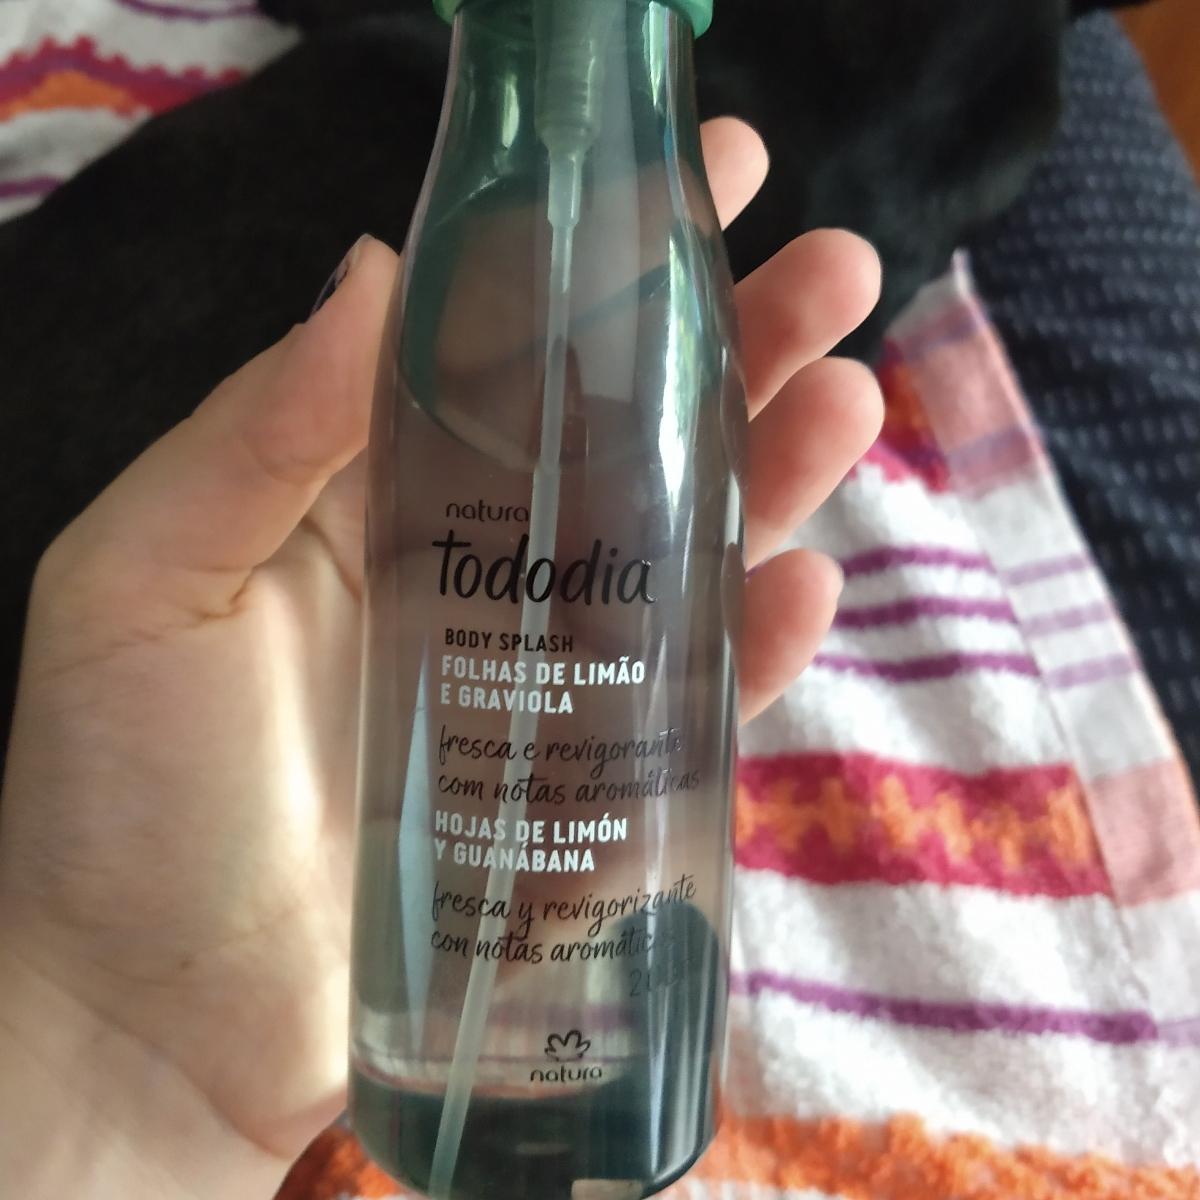 natura
tododia
BODY SPLASH
FOLHAS DE LIMÃO
E GRAVIOLA
fresca e revigorante
com notas aromáticas
HOJAS DE LIMÓN
Y GUANÁBANA
fresca y revigorizante
con notas aromáticas
natura